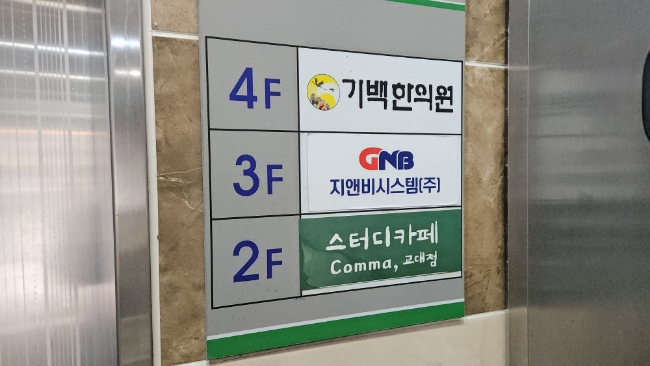 4F
기백한의원
3F
GNB
지앤비시스템(주)
2F
스터디카페
Comma, 교대점